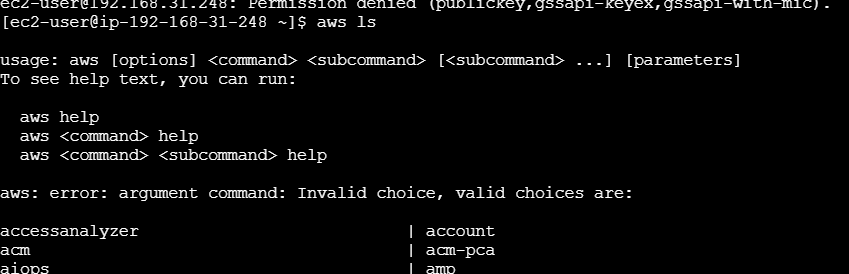 ec2-user@192.168.31.248: Permission denied (publickey,gssapi-keyex,gssapi-with-mic).
[ec2-user@ip-192-168-31-248 ~]$ aws ls
usage: aws [options] <command> <subcommand> [<subcommand> ...] [parameters]
To see help text, you can run:
aws help
aws <command> help
aws <command> <subcommand> help
aws: error: argument command: Invalid choice, valid choices are:
accessanalyzer | account
acm | acm-pca
aiops | amp